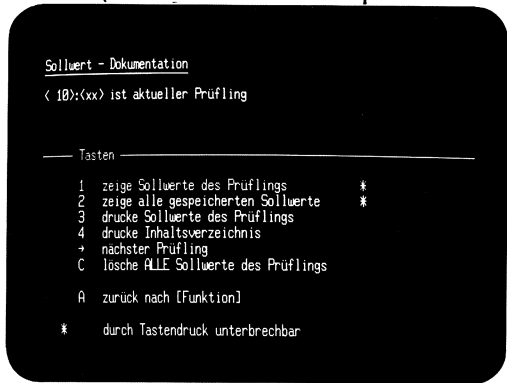 Sollwert - Dokumentation
< 10>:<xx> ist aktueller Prüfling
Tasten
1 zeige Sollwerte des Prüflings *
2 zeige alle gespeicherten Sollwerte *
3 drucke Sollwerte des Prüflings
4 drucke Inhaltsverzeichnis
→ nächster Prüfling
C lösche ALLE Sollwerte des Prüflings
A zurück nach [Funktion]
* durch Tastendruck unterbrechbar